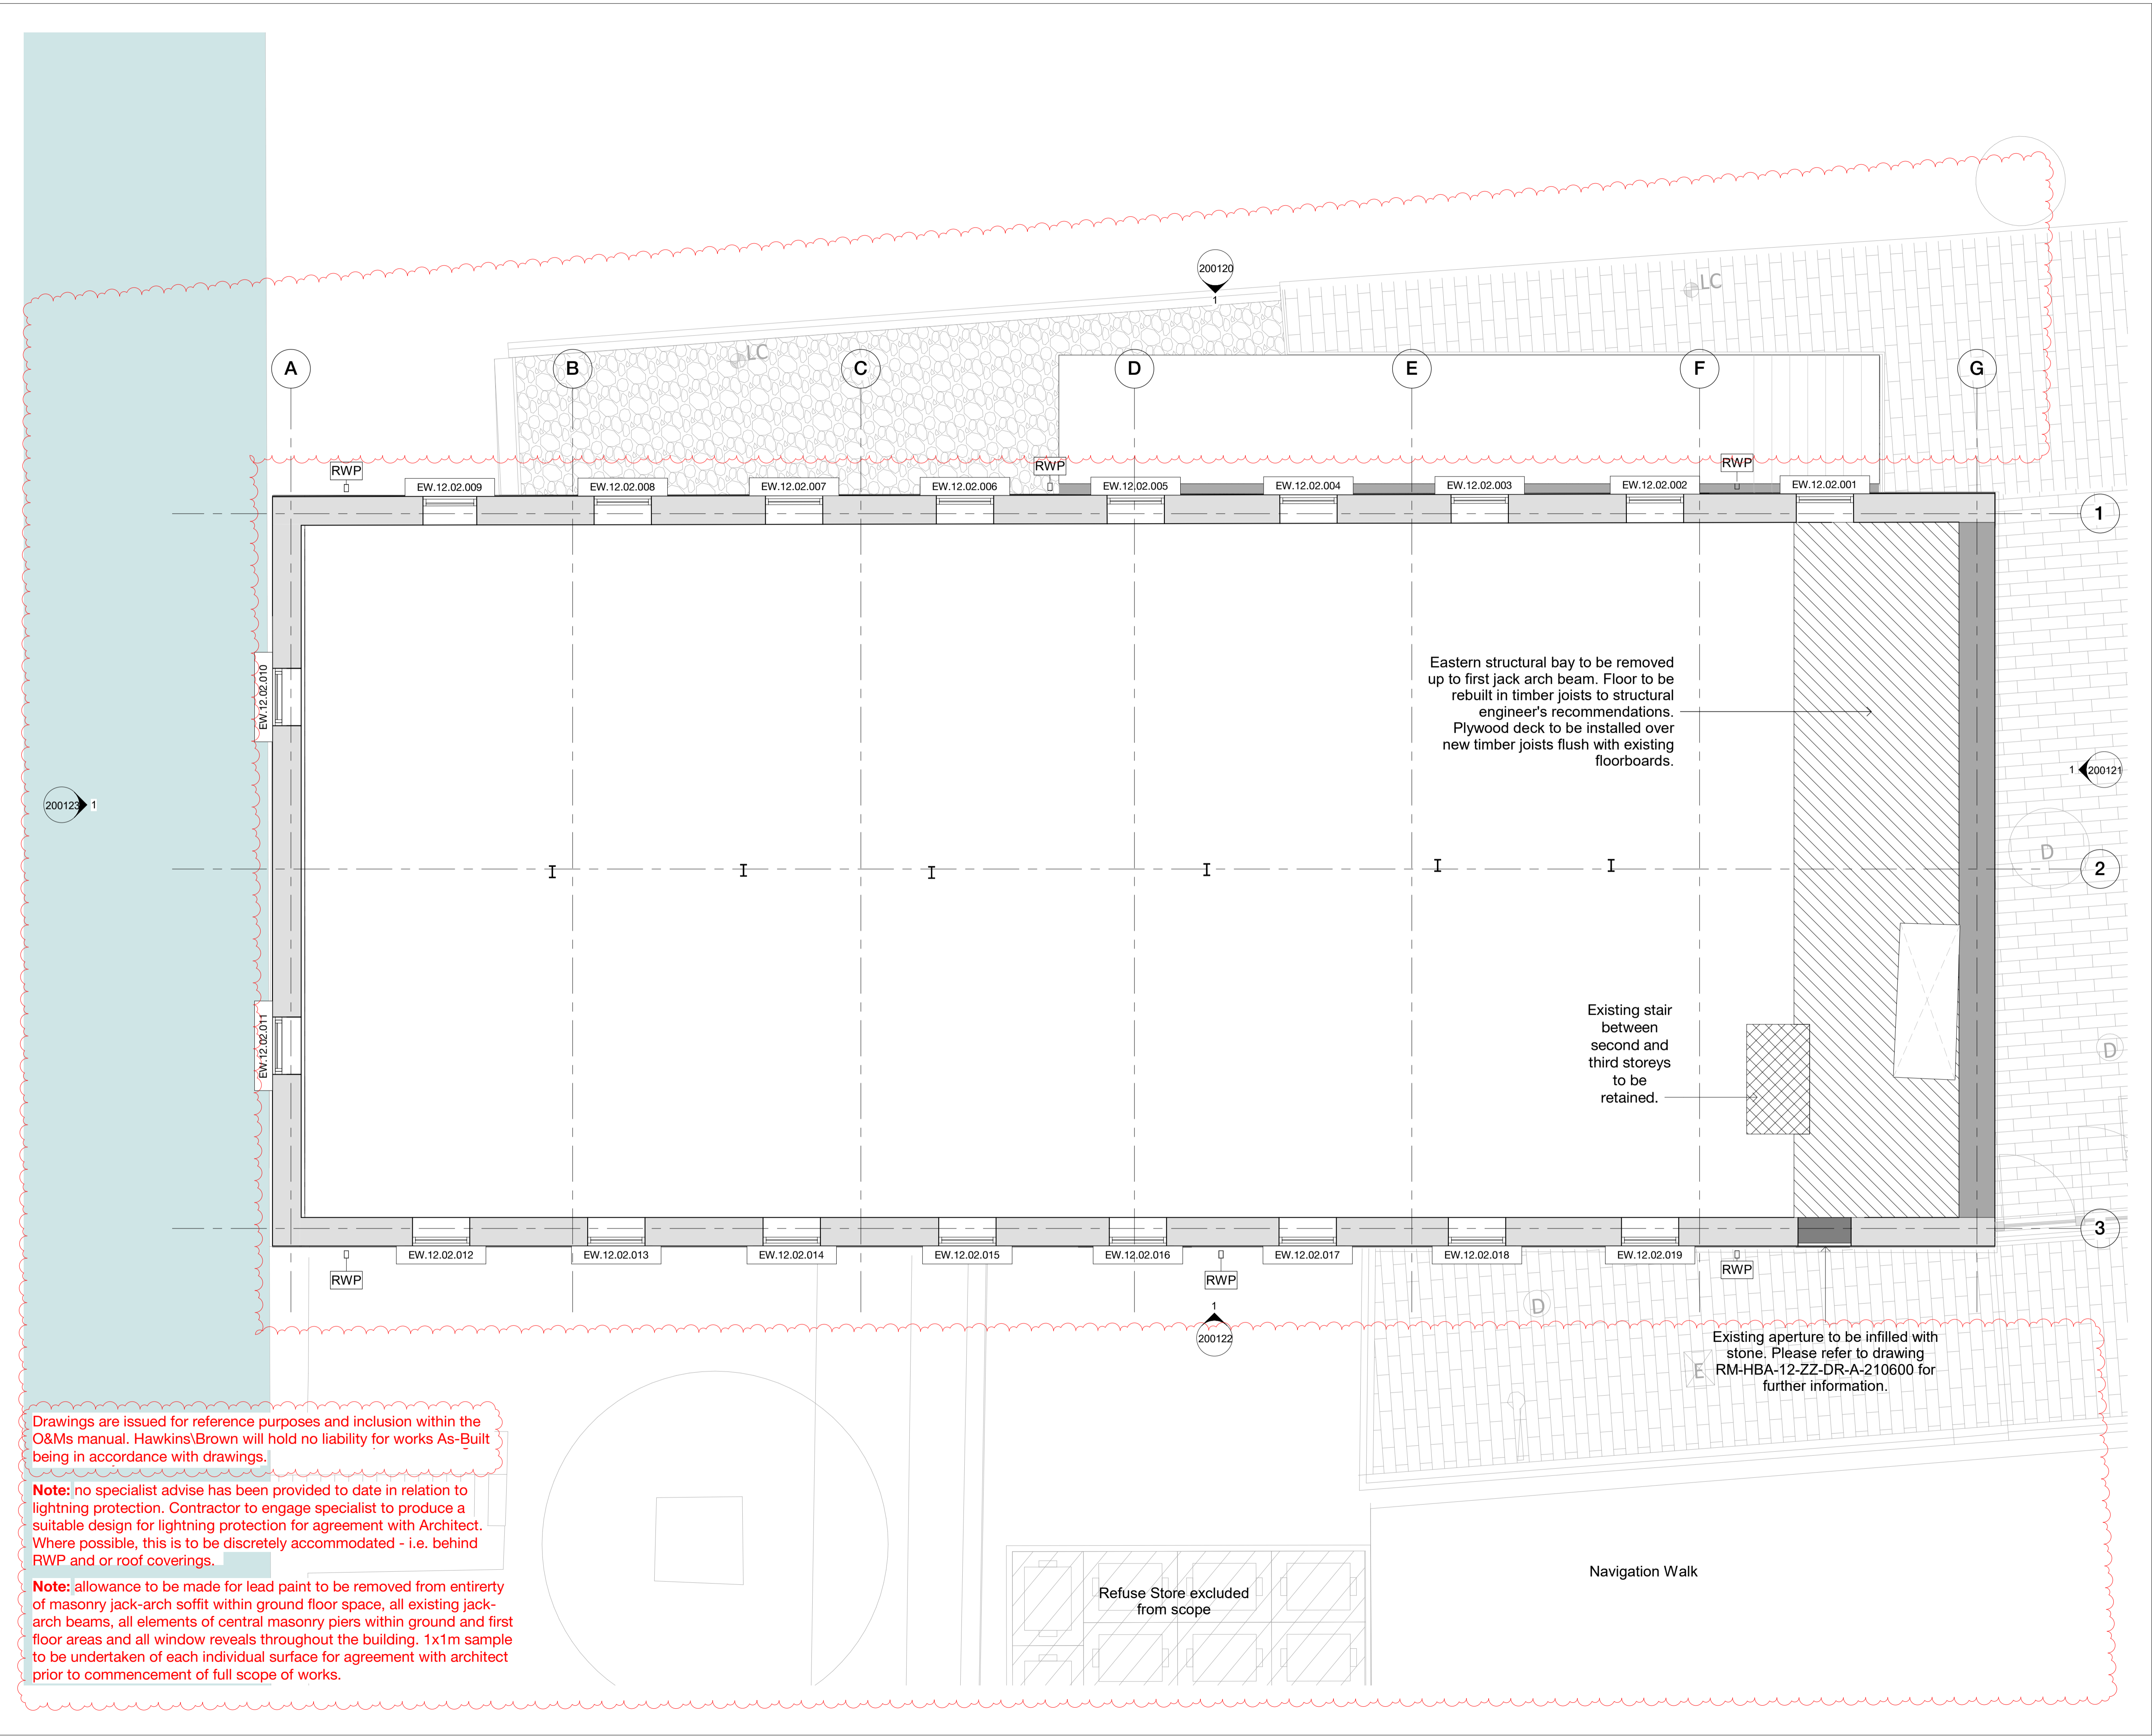 200120
1
LC
LC
A
B
C
D
E
F
G
RWP
RWP
RWP
EW.12.02.009
EW.12.02.008
EW.12.02.007
EW.12.02.006
EW.12.02.005
EW.12.02.004
EW.12.02.003
EW.12.02.002
EW.12.02.001
1
EW.12.02.010
Eastern structural bay to be removed
up to first jack arch beam. Floor to be
rebuilt in timber joists to structural
engineer's recommendations.
Plywood deck to be installed over
new timber joists flush with existing
floorboards.
200123
1
1
200121
D
2
Existing stair
between
second and
third storeys
to be
retained.
EW.12.02.011
D
3
EW.12.02.012
EW.12.02.013
EW.12.02.014
EW.12.02.015
EW.12.02.016
EW.12.02.017
EW.12.02.018
EW.12.02.019
RWP
RWP
RWP
1
200122
D
E
Existing aperture to be infilled with
stone. Please refer to drawing
RM-HBA-12-ZZ-DR-A-210600 for
further information.
Drawings are issued for reference purposes and inclusion within the
O&Ms manual. Hawkins\Brown will hold no liability for works As-Built
being in accordance with drawings.
Note: no specialist advise has been provided to date in relation to
lightning protection. Contractor to engage specialist to produce a
suitable design for lightning protection for agreement with Architect.
Where possible, this is to be discretely accommodated - i.e. behind
RWP and or roof coverings.
Note: allowance to be made for lead paint to be removed from entirerty
of masonry jack-arch soffit within ground floor space, all existing jack-
arch beams, all elements of central masonry piers within ground and first
floor areas and all window reveals throughout the building. 1x1m sample
to be undertaken of each individual surface for agreement with architect
prior to commencement of full scope of works.
Refuse Store excluded
from scope
Navigation Walk